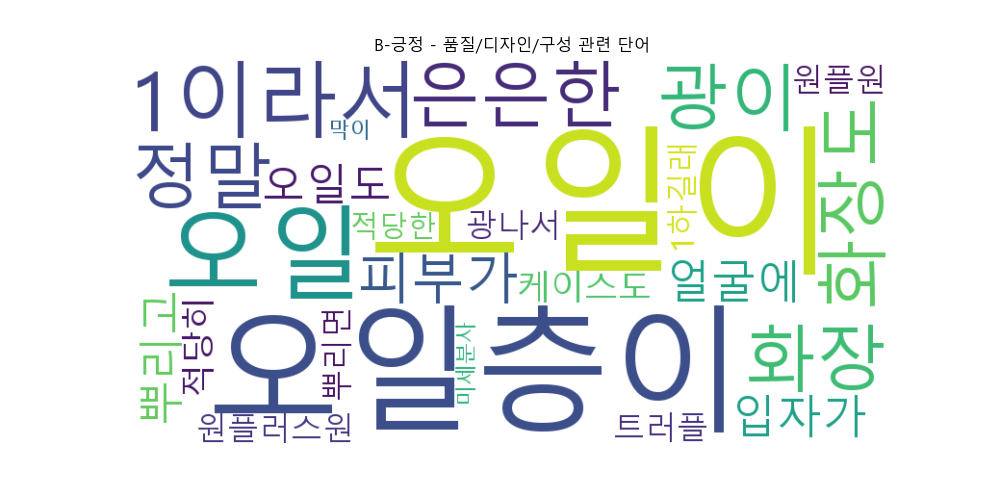 B-긍정 - 품질/디자인/구성 관련 단어
1이라서
은은한
광이
원플원
막이
정말
오일도
오일이
1하길래
화장도
오일
적당한
광나서
피부가
케이스도
얼굴에
뿌리고
적당히
오일층이
뿌리면
미세분사
화장
입자가
원플러스원
트러플